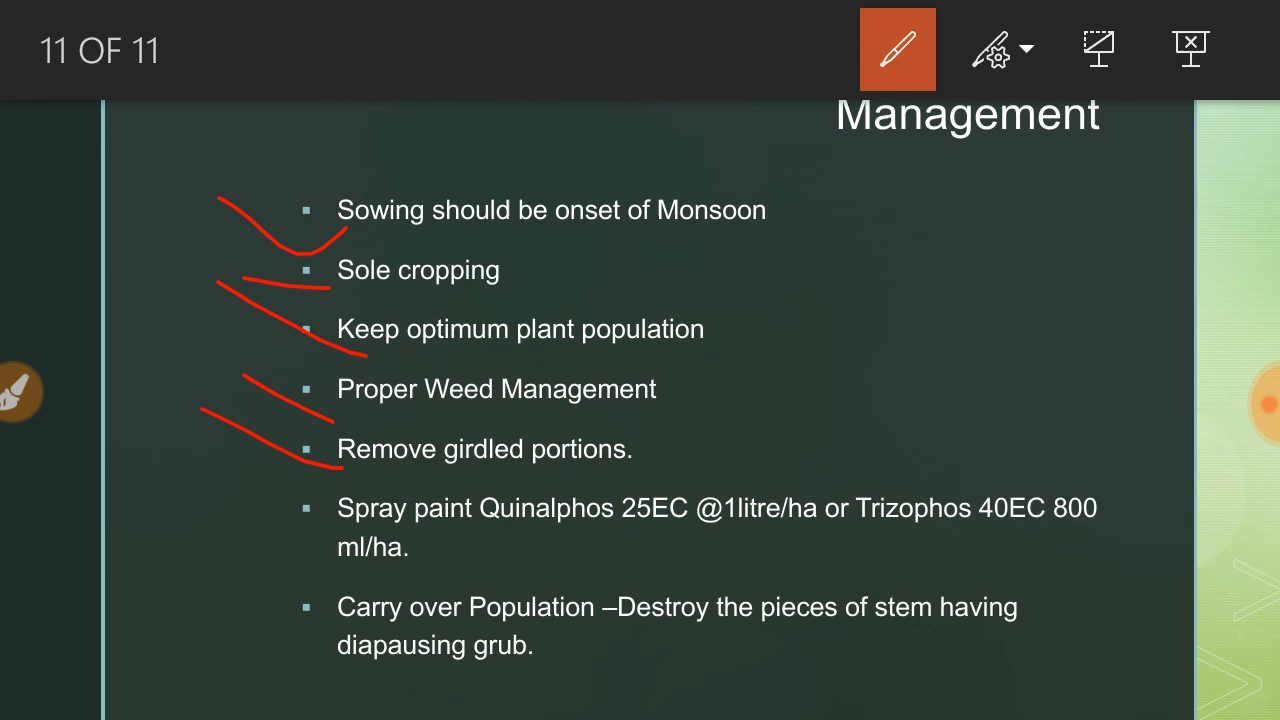 11 OF 11
Management
Sowing should be onset of Monsoon
Sole cropping
Keep optimum plant population
Proper Weed Management
Remove girdled portions.
Spray paint Quinalphos 25EC @1litre/ha or Trizophos 40EC 800
ml/ha.
Carry over Population –Destroy the pieces of stem having
diapausing grub.